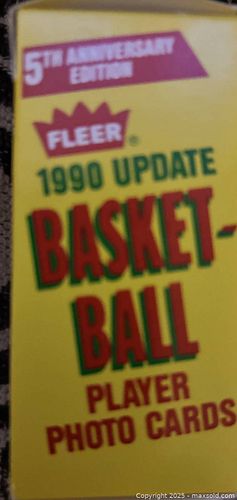 5TH ANNIVERSARY
EDITION
FLEER®
1990 UPDATE
BASKET-
BALL
PLAYER
PHOTO CARDS
Copyright 2025 - maxsold.com